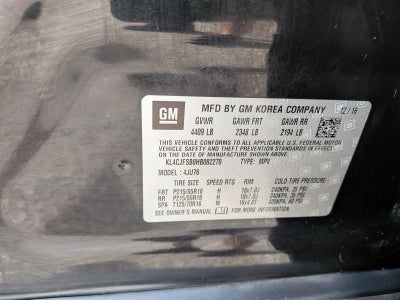 GM MFD BY GM KOREA COMPANY 12/16
GVWR GAWR FRT GAWR RR
4409 LB 2348 LB 2194 LB
THIS VEHICLE CONFORMS TO ALL APPLICABLE U.S. FEDERAL MOTOR
VEHICLE SAFETY, BUMPER, AND THEFT PREVENTION STANDARDS
IN EFFECT ON THE DATE OF MANUFACTURE SHOWN ABOVE.
KL4CJFSB0HB082270 TYPE: MPV
MODEL: 4JU76
TIRE SIZE SPEED RTG RIM COLD TIRE PRESSURE
FRT P215/55R18 H 18x7.0J 240KPA, 35 PSI
RR P215/55R18 H 18x7.0J 240KPA, 35 PSI
SPA T125/70R16 M 16x4.0T 420KPA, 60 PSI
SEE OWNER'S MANUAL FOR MORE INFORMATION.